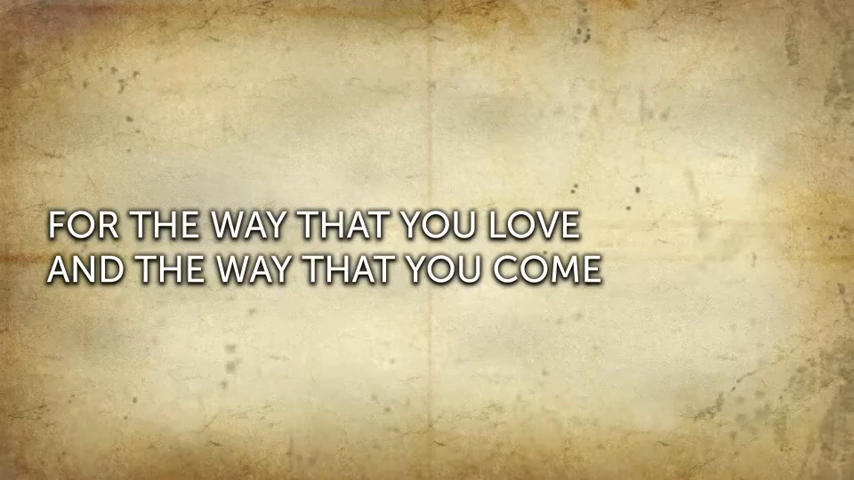 FOR THE WAY THAT YOU LOVE
AND THE WAY THAT YOU COME